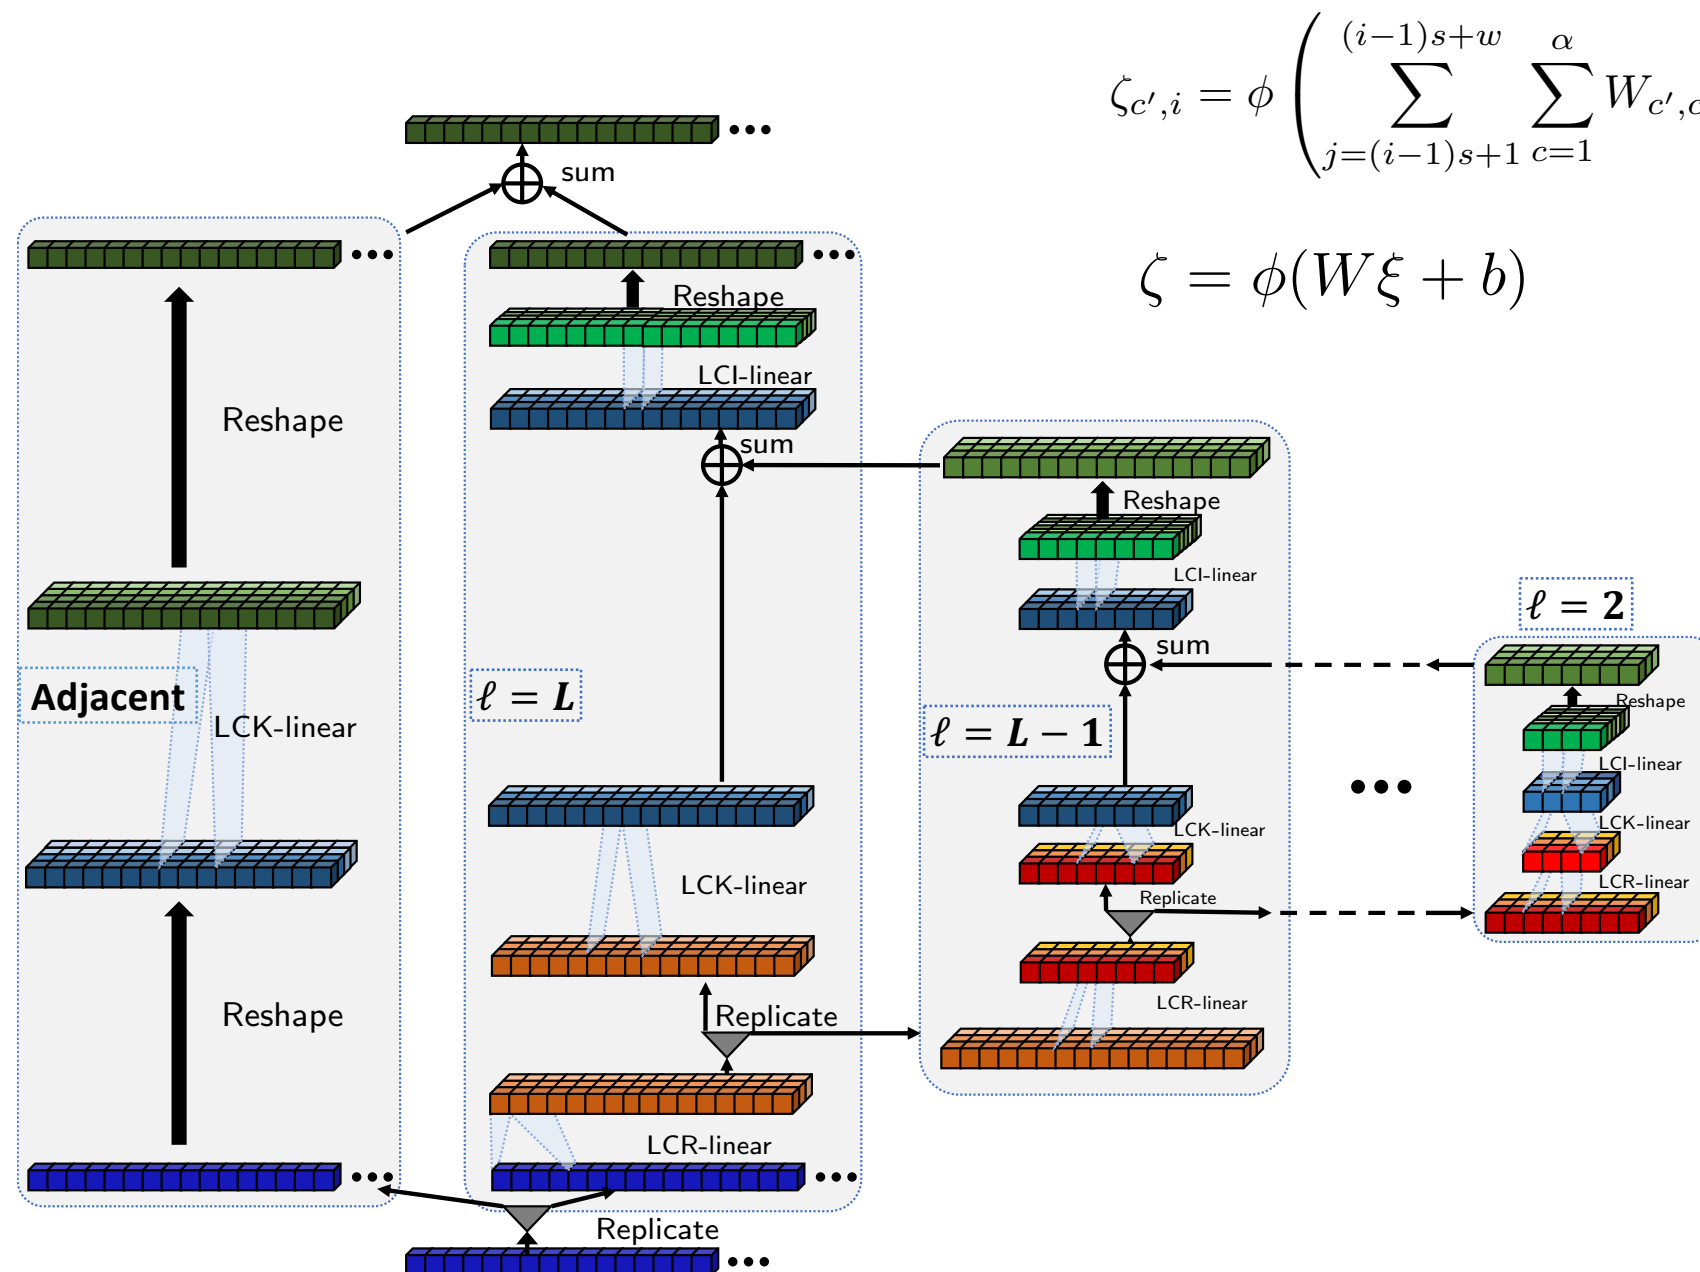 ζ_{c',i} = φ ( ∑_{j=(i−1)s+1}^{(i−1)s+w} ∑_{c=1}^{α} W_{c',c
•••
sum
•••
•••
ζ = φ(Wξ + b)
Reshape
LCI-linear
Reshape
sum
Reshape
LCI-linear
ℓ = 2
sum
Adjacent
ℓ = L
Reshape
LCK-linear
ℓ = L − 1
LCI-linear
•••
LCK-linear
LCK-linear
LCK-linear
LCR-linear
Replicate
Reshape
Replicate
LCR-linear
LCR-linear
•••
•••
Replicate
•••